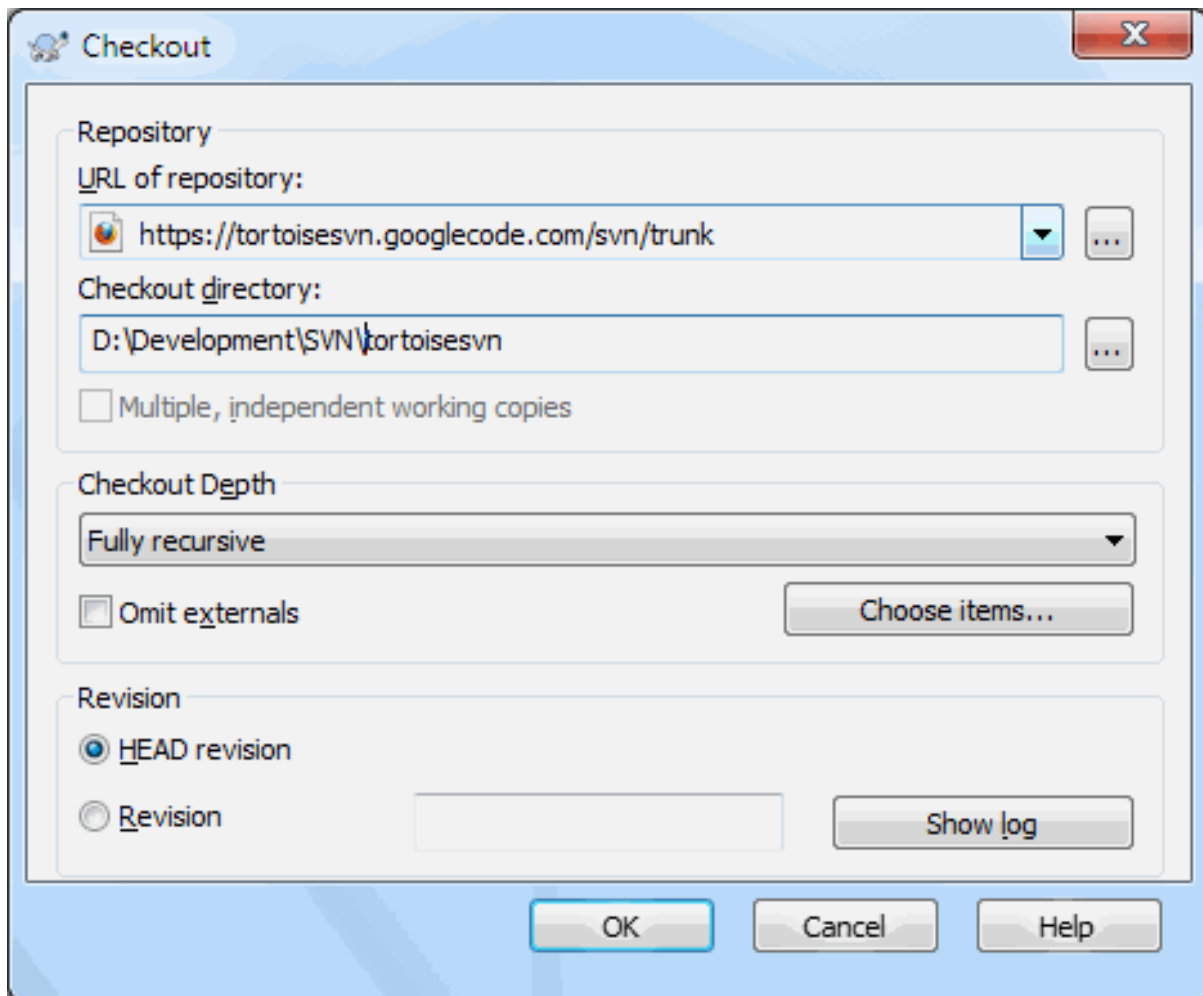 Checkout
Repository
URL of repository:
https://tortoisesvn.googlecode.com/svn/trunk
...
Checkout directory:
D:\Development\SVN\tortoisesvn
...
Multiple, independent working copies
Checkout Depth
Fully recursive
Omit externals
Choose items...
Revision
HEAD revision
Revision
Show log
OK
Cancel
Help